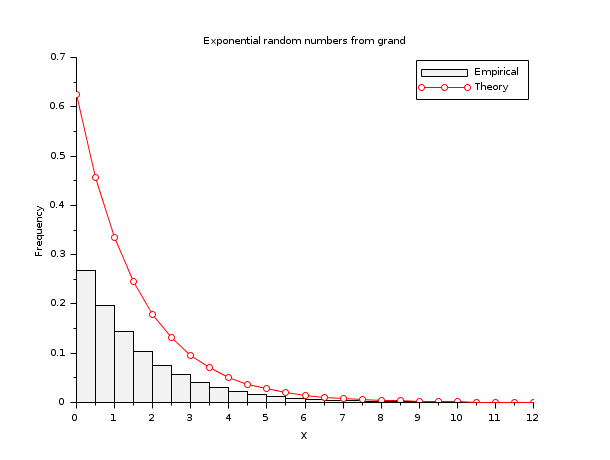 Exponential random numbers from grand
Empirical
Theory
Frequency
0.7
0.6
0.5
0.4
0.3
0.2
0.1
0
0 1 2 3 4 5 6 7 8 9 10 11 12
X